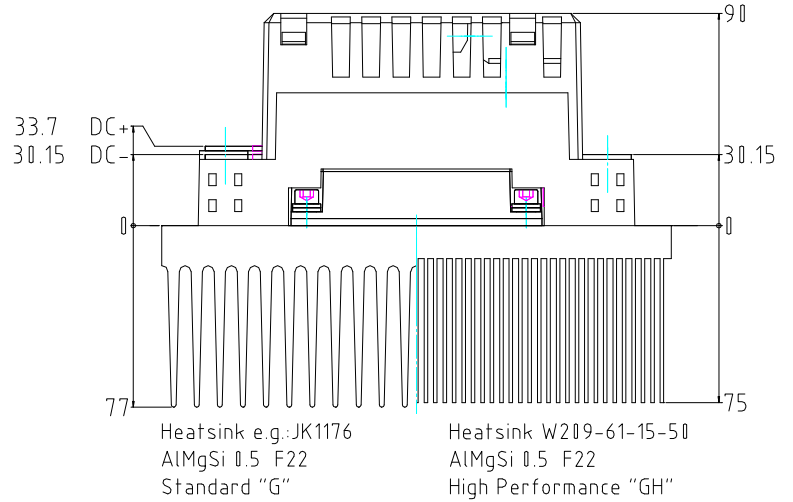 90
33.7 DC+
30.15 DC-
30.15
0
0
77
75
Heatsink e.g.:JK1176
AlMgSi 0.5 F22
Standard "G"
Heatsink W209-61-15-50
AlMgSi 0.5 F22
High Performance "GH"